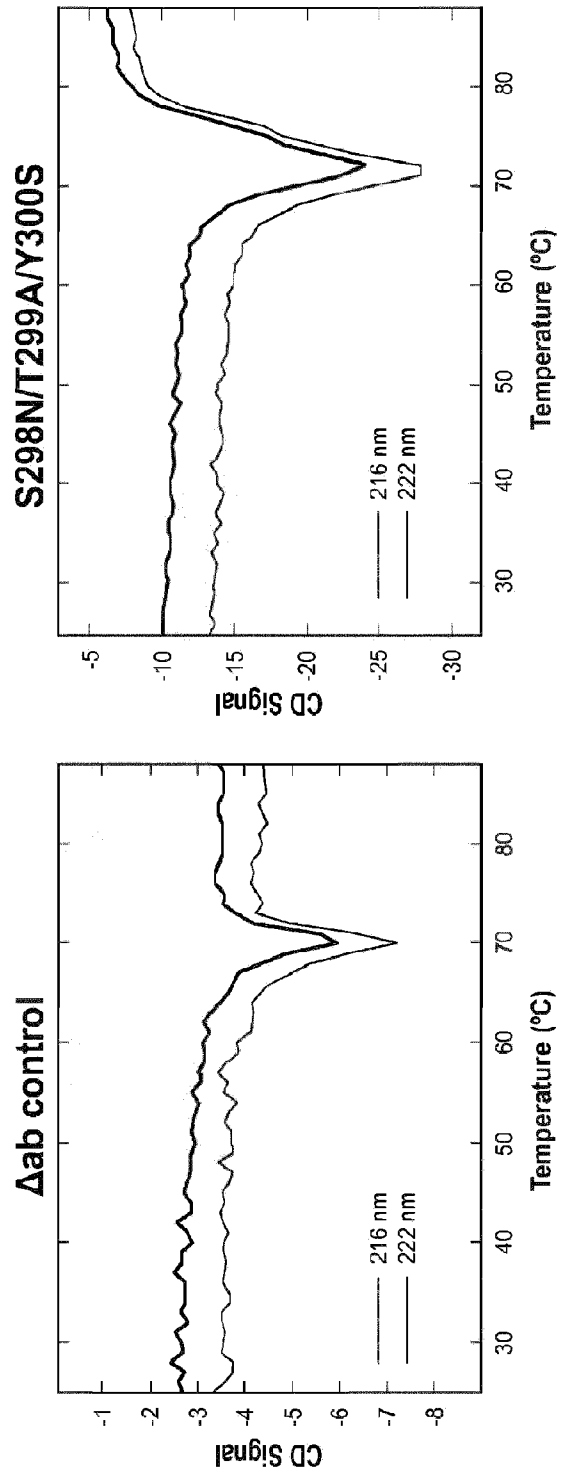 Δab control
CD Signal
-1
-2
-3
-4
-5
-6
-7
-8
216 nm
222 nm
30
40
50
60
70
80
Temperature (ºC)
S298N/T299A/Y300S
CD Signal
-5
-10
-15
-20
-25
-30
216 nm
222 nm
30
40
50
60
70
80
Temperature (ºC)